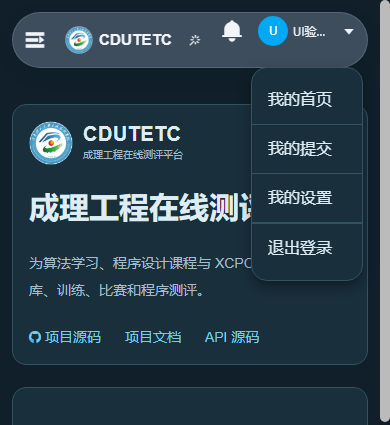 CDUTETC
U
UI验...
我的首页
我的提交
我的设置
退出登录
CDUTETC
成理工程在线测评平台
成理工程在线测
为算法学习、程序设计课程与 XCPC
库、训练、比赛和程序测评。
项目源码
项目文档
API 源码